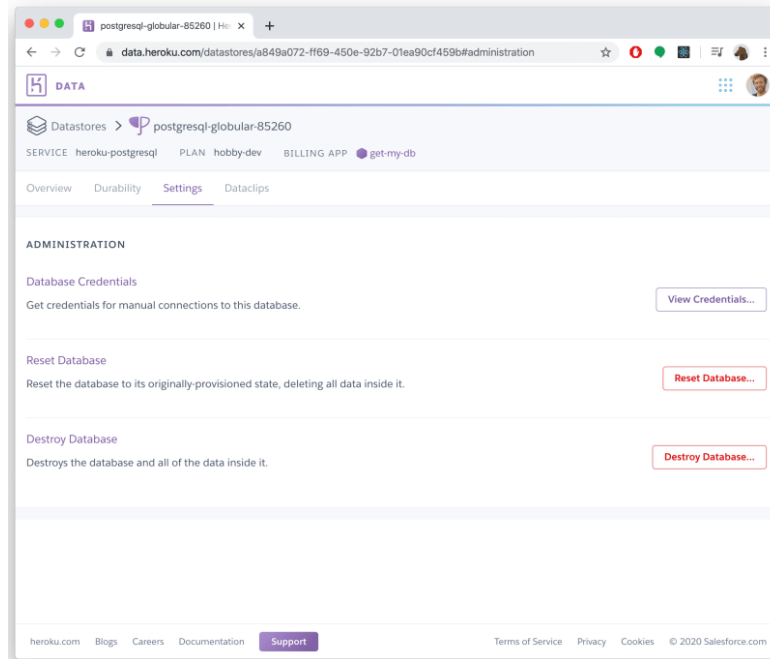 postgresql-globular-85260 | He
data.heroku.com/datastores/a849a072-ff69-450e-92b7-01ea90cf459b#administration
DATA
Datastores > postgresql-globular-85260
SERVICE heroku-postgresql PLAN hobby-dev BILLING APP get-my-db
Overview Durability Settings Dataclips
ADMINISTRATION
Database Credentials
Get credentials for manual connections to this database.
View Credentials...
Reset Database
Reset the database to its originally-provisioned state, deleting all data inside it.
Reset Database...
Destroy Database
Destroys the database and all of the data inside it.
Destroy Database...
heroku.com Blogs Careers Documentation Support Terms of Service Privacy Cookies © 2020 Salesforce.com